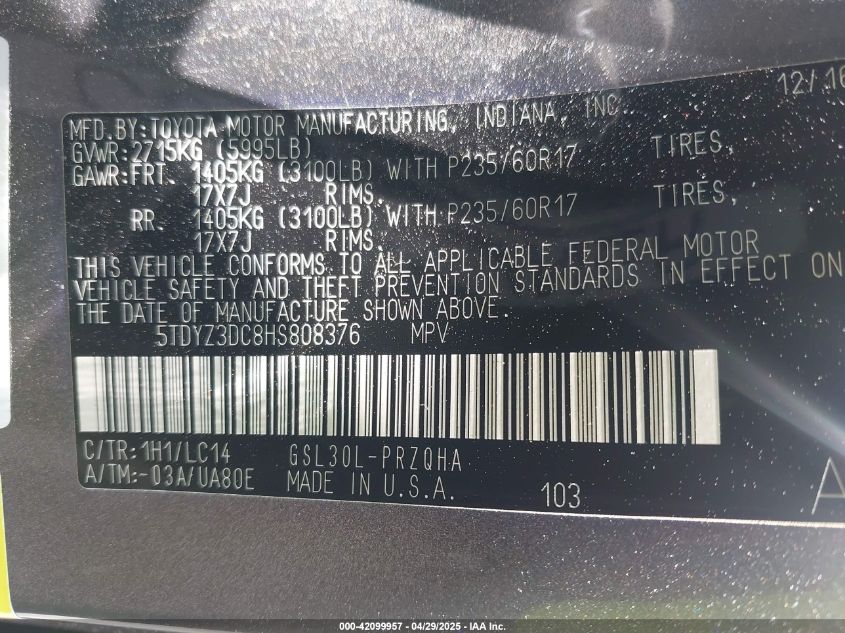 12/16
MFD. BY: TOYOTA MOTOR MANUFACTURING, INDIANA, INC
GVWR: 2715KG (5995LB)
GAWR: FRT. 1405KG (3100LB) WITH P235/60R17 TIRES,
17X7J RIMS,
RR. 1405KG (3100LB) WITH P235/60R17 TIRES,
17X7J RIMS,
THIS VEHICLE CONFORMS TO ALL APPLICABLE FEDERAL MOTOR
VEHICLE SAFETY AND THEFT PREVENTION STANDARDS IN EFFECT ON
THE DATE OF MANUFACTURE SHOWN ABOVE.
5TDYZ3DC8HS808376 MPV
C/TR: 1H1/LC14 GSL30L-PRZQHA
A/TM: -03A/UA80E MADE IN U.S.A. 103 A
000-42099957 - 04/29/2025 - IAA Inc.